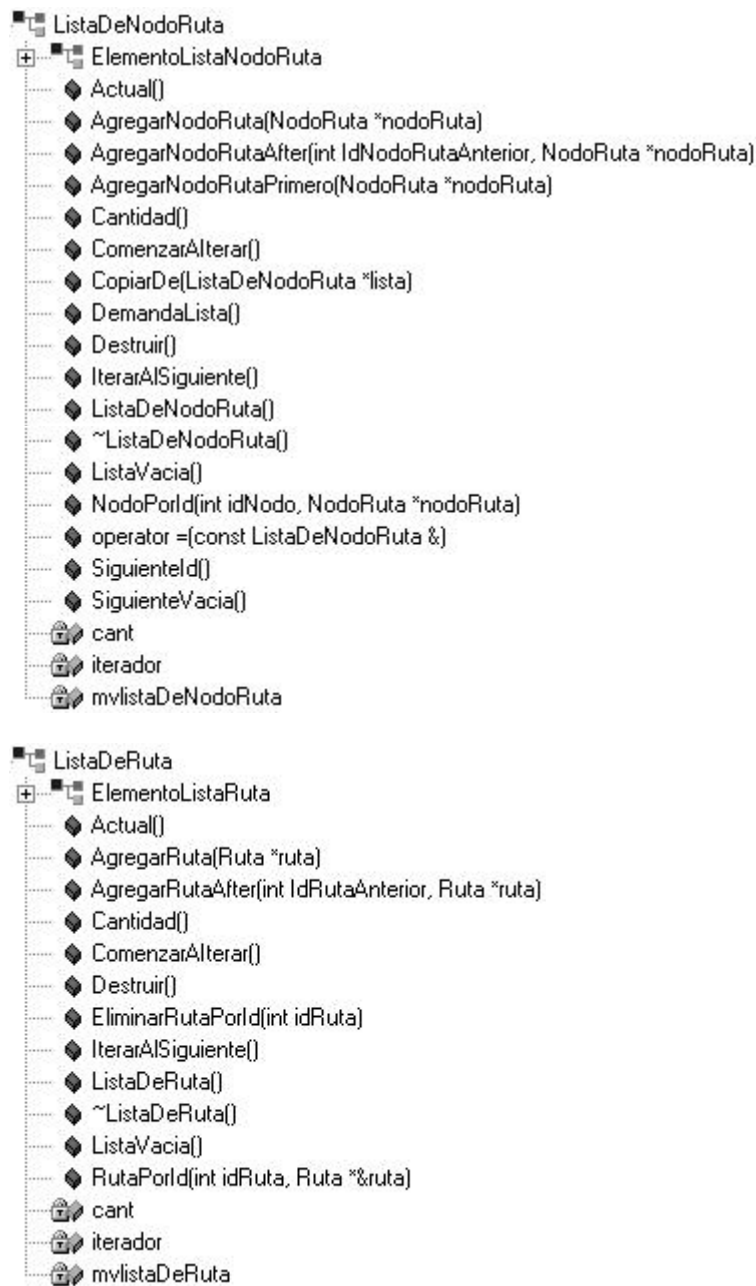 ListaDeNodoRuta
ElementoListaNodoRuta
Actual()
AgregarNodoRuta(NodoRuta *nodoRuta)
AgregarNodoRutaAfter(int IdNodoRutaAnterior, NodoRuta *nodoRuta)
AgregarNodoRutaPrimero(NodoRuta *nodoRuta)
Cantidad()
ComenzarAIterar()
CopiarDe(ListaDeNodoRuta *lista)
DemandaLista()
Destruir()
IterarAlSiguiente()
ListaDeNodoRuta()
~ListaDeNodoRuta()
ListaVacia()
NodoPorId(int idNodo, NodoRuta *nodoRuta)
operator =(const ListaDeNodoRuta &)
SiguienteId()
SiguienteVacia()
cant
iterador
mvlistaDeNodoRuta
ListaDeRuta
ElementoListaRuta
Actual()
AgregarRuta(Ruta *ruta)
AgregarRutaAfter(int IdRutaAnterior, Ruta *ruta)
Cantidad()
ComenzarAIterar()
Destruir()
EliminarRutaPorId(int idRuta)
IterarAlSiguiente()
ListaDeRuta()
~ListaDeRuta()
ListaVacia()
RutaPorId(int idRuta, Ruta *&ruta)
cant
iterador
mvlistaDeRuta